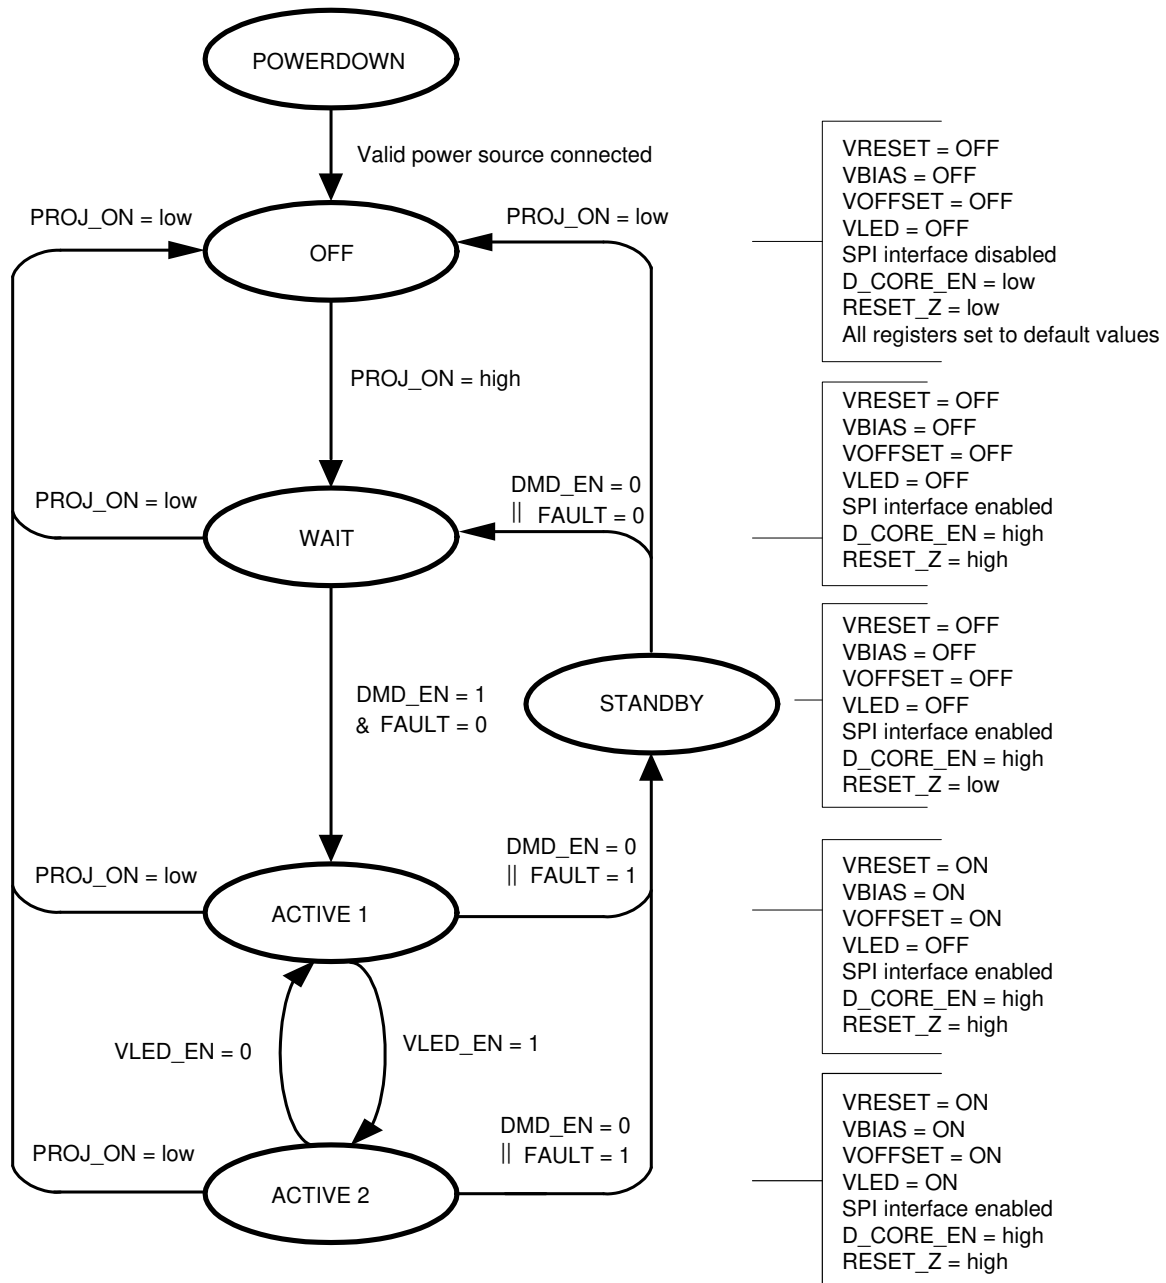 POWERDOWN
Valid power source connected
PROJ_ON = low
PROJ_ON = low
OFF
VRESET = OFF
VBIAS = OFF
VOFFSET = OFF
VLED = OFF
SPI interface disabled
D_CORE_EN = low
RESET_Z = low
All registers set to default values
PROJ_ON = high
PROJ_ON = low
WAIT
DMD_EN = 0
|| FAULT = 0
VRESET = OFF
VBIAS = OFF
VOFFSET = OFF
VLED = OFF
SPI interface enabled
D_CORE_EN = high
RESET_Z = high
DMD_EN = 1
& FAULT = 0
STANDBY
VRESET = OFF
VBIAS = OFF
VOFFSET = OFF
VLED = OFF
SPI interface enabled
D_CORE_EN = high
RESET_Z = low
PROJ_ON = low
ACTIVE 1
DMD_EN = 0
|| FAULT = 1
VRESET = ON
VBIAS = ON
VOFFSET = ON
VLED = OFF
SPI interface enabled
D_CORE_EN = high
RESET_Z = high
VLED_EN = 0
VLED_EN = 1
PROJ_ON = low
ACTIVE 2
DMD_EN = 0
|| FAULT = 1
VRESET = ON
VBIAS = ON
VOFFSET = ON
VLED = ON
SPI interface enabled
D_CORE_EN = high
RESET_Z = high